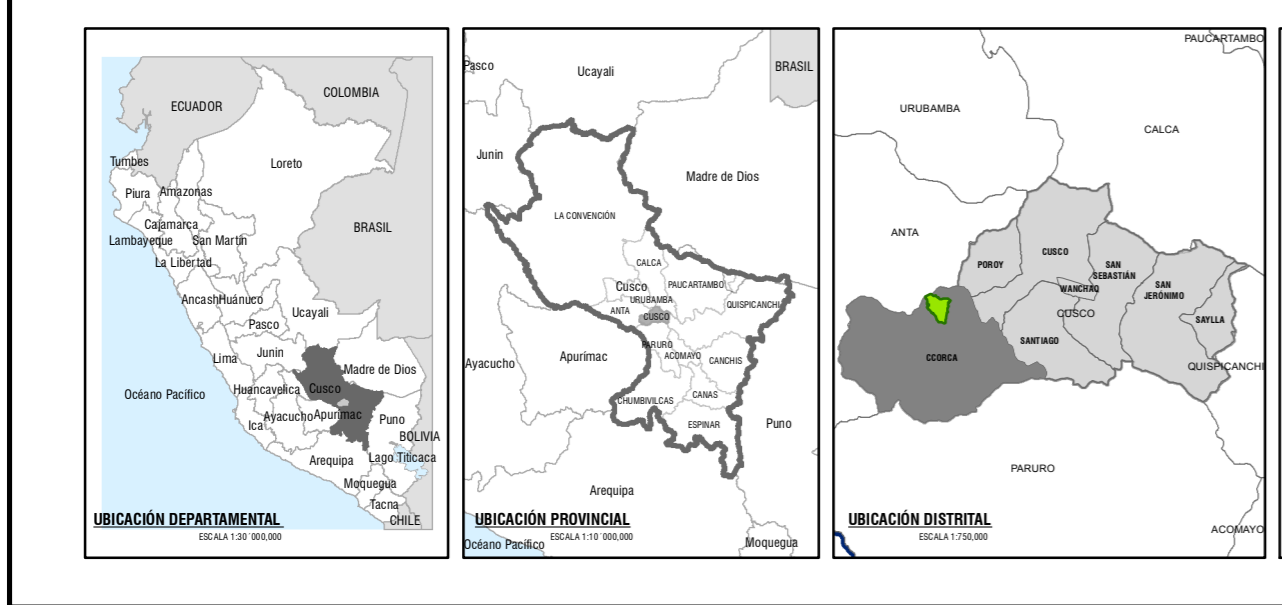 ECUADOR
COLOMBIA
Tumbes
Loreto
Piura
Amazonas
Cajamarca
Lambayeque
San Martín
BRASIL
La Libertad
Ancash
Huánuco
Ucayali
Pasco
Lima
Junin
Madre de Dios
Huancavelica
Cusco
Océano Pacífico
Ayacucho
Apurimac
Puno
Ica
BOLIVIA
Arequipa
Lago Titicaca
Moquegua
Tacna
CHILE
UBICACIÓN DEPARTAMENTAL
ESCALA 1:30´000,000
Pasco
Ucayali
BRASIL
Junin
Madre de Dios
LA CONVENCIÓN
CALCA
Cusco
PAUCARTAMBO
URUBAMBA
QUISPICANCHI
ANTA
CUSCO
PARURO
ACOMAYO
CANCHIS
Ayacucho
Apurímac
CHUMBIVILCAS
CANAS
ESPINAR
Puno
Arequipa
UBICACIÓN PROVINCIAL
ESCALA 1:10´000,000
Océano Pacífico
Moquegua
PAUCARTAMBO
URUBAMBA
CALCA
ANTA
POROY
CUSCO
SAN
SEBASTIÁN
WANCHAQ
SAN
JERÓNIMO
CUSCO
SAYLLA
SANTIAGO
CCORCA
QUISPICANCHI
PARURO
UBICACIÓN DISTRITAL
ESCALA 1:750,000
ACOMAYO